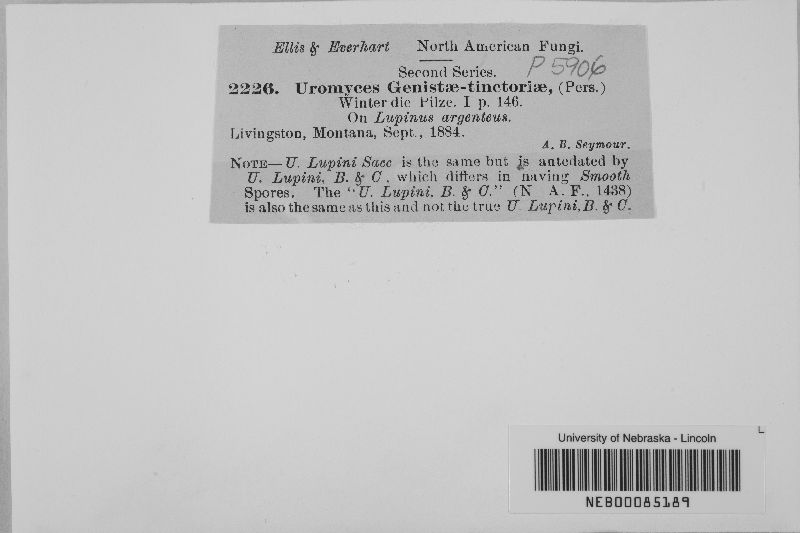 Ellis & Everhart North American Fungi.
Second Series. P 5906
2226. Uromyces Genistæ-tinctoriæ, (Pers.)
Winter die Pilze. I p. 146.
On Lupinus argenteus.
Livingston, Montana, Sept., 1884.
A. B. Seymour.
NOTE—U. Lupini Sacc is the same but is antedated by
U. Lupini, B. & C. which differs in having Smooth
Spores. The "U. Lupini. B. & C." (N A. F., 1438)
is also the same as this and not the true U. Lupini, B. & C.
L
University of Nebraska - Lincoln
NEB00085189